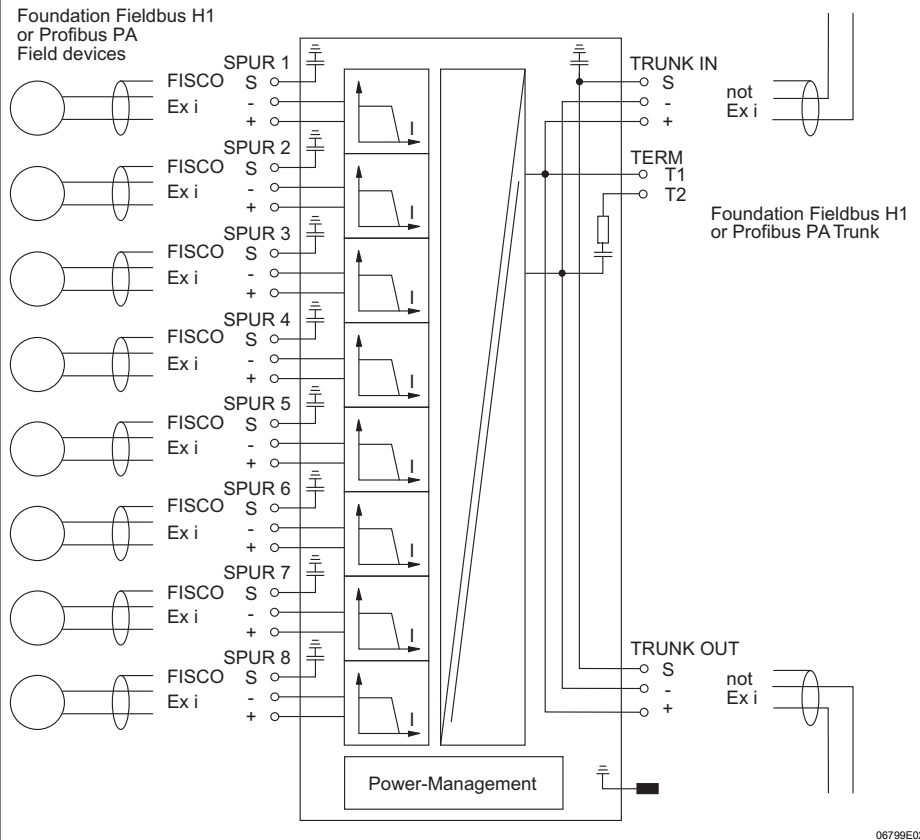 Foundation Fieldbus H1
or Profibus PA
Field devices
SPUR 1
FISCO S
Ex i -
+
SPUR 2
FISCO S
Ex i -
+
SPUR 3
FISCO S
Ex i -
+
SPUR 4
FISCO S
Ex i -
+
SPUR 5
FISCO S
Ex i -
+
SPUR 6
FISCO S
Ex i -
+
SPUR 7
FISCO S
Ex i -
+
SPUR 8
FISCO S
Ex i -
+
I
I
I
I
I
I
I
I
Power-Management
TRUNK IN
S
-
+
not
Ex i
TERM
T1
T2
Foundation Fieldbus H1
or Profibus PA Trunk
TRUNK OUT
S
-
+
not
Ex i